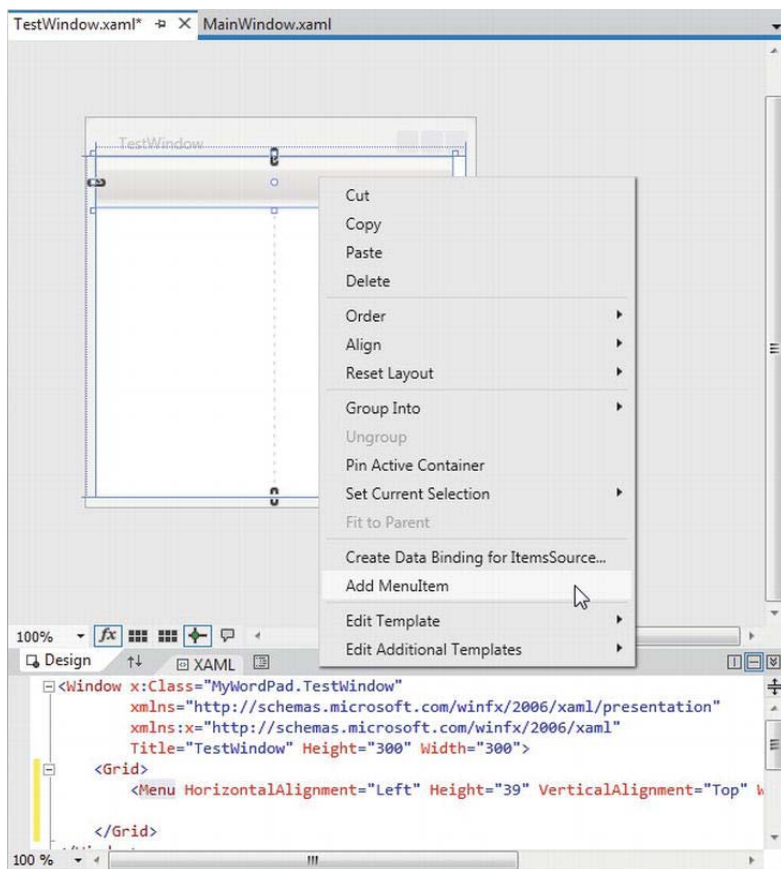 TestWindow.xaml* MainWindow.xaml
TestWindow
Cut
Copy
Paste
Delete
Order
Align
Reset Layout
Group Into
Ungroup
Pin Active Container
Set Current Selection
Fit to Parent
Create Data Binding for ItemsSource...
Add MenuItem
Edit Template
Edit Additional Templates
100% fx
Design XAML
<Window x:Class="MyWordPad.TestWindow"
xmlns="http://schemas.microsoft.com/winfx/2006/xaml/presentation"
xmlns:x="http://schemas.microsoft.com/winfx/2006/xaml"
Title="TestWindow" Height="300" Width="300">
<Grid>
<Menu HorizontalAlignment="Left" Height="39" VerticalAlignment="Top" W
</Grid>
100 %